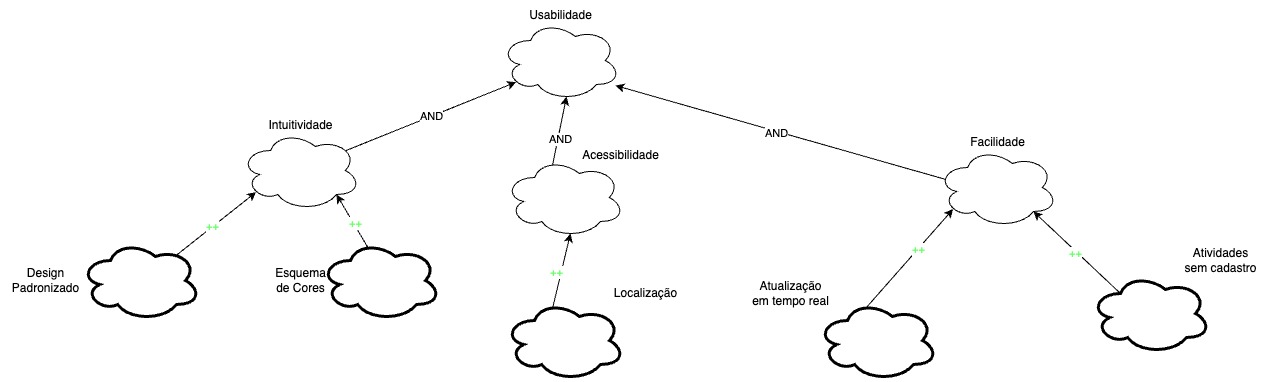 Usabilidade
AND
AND
AND
Intuitividade
Acessibilidade
Facilidade
++
++
++
++
++
Design
Padronizado
Esquema
de Cores
Localização
Atualização
em tempo real
Atividades
sem cadastro